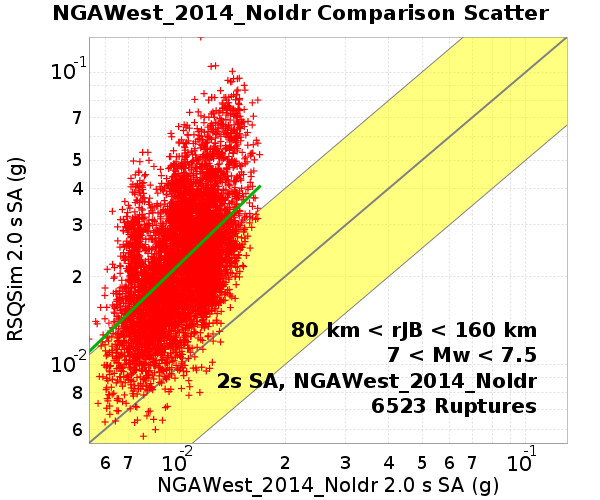 NGAWest_2014_NoIdr Comparison Scatter
RSQSim 2.0 s SA (g)
10-1
7
5
4
3
2
10-2
8
6
80 km < rJB < 160 km
7 < Mw < 7.5
2s SA, NGAWest_2014_NoIdr
6523 Ruptures
6 7 10-2 2 3 4 5 6 7 10-1
NGAWest_2014_NoIdr 2.0 s SA (g)